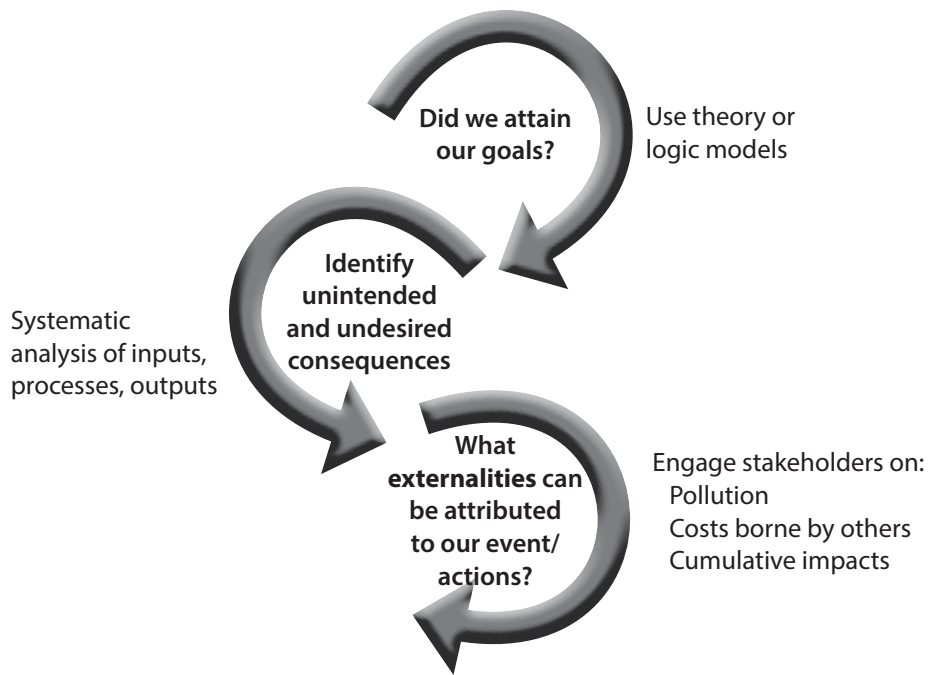 Did we attain
our goals?
Use theory or
logic models
Identify
unintended
and undesired
consequences
Systematic
analysis of inputs,
processes, outputs
What
externalities can
be attributed
to our event/
actions?
Engage stakeholders on:
Pollution
Costs borne by others
Cumulative impacts